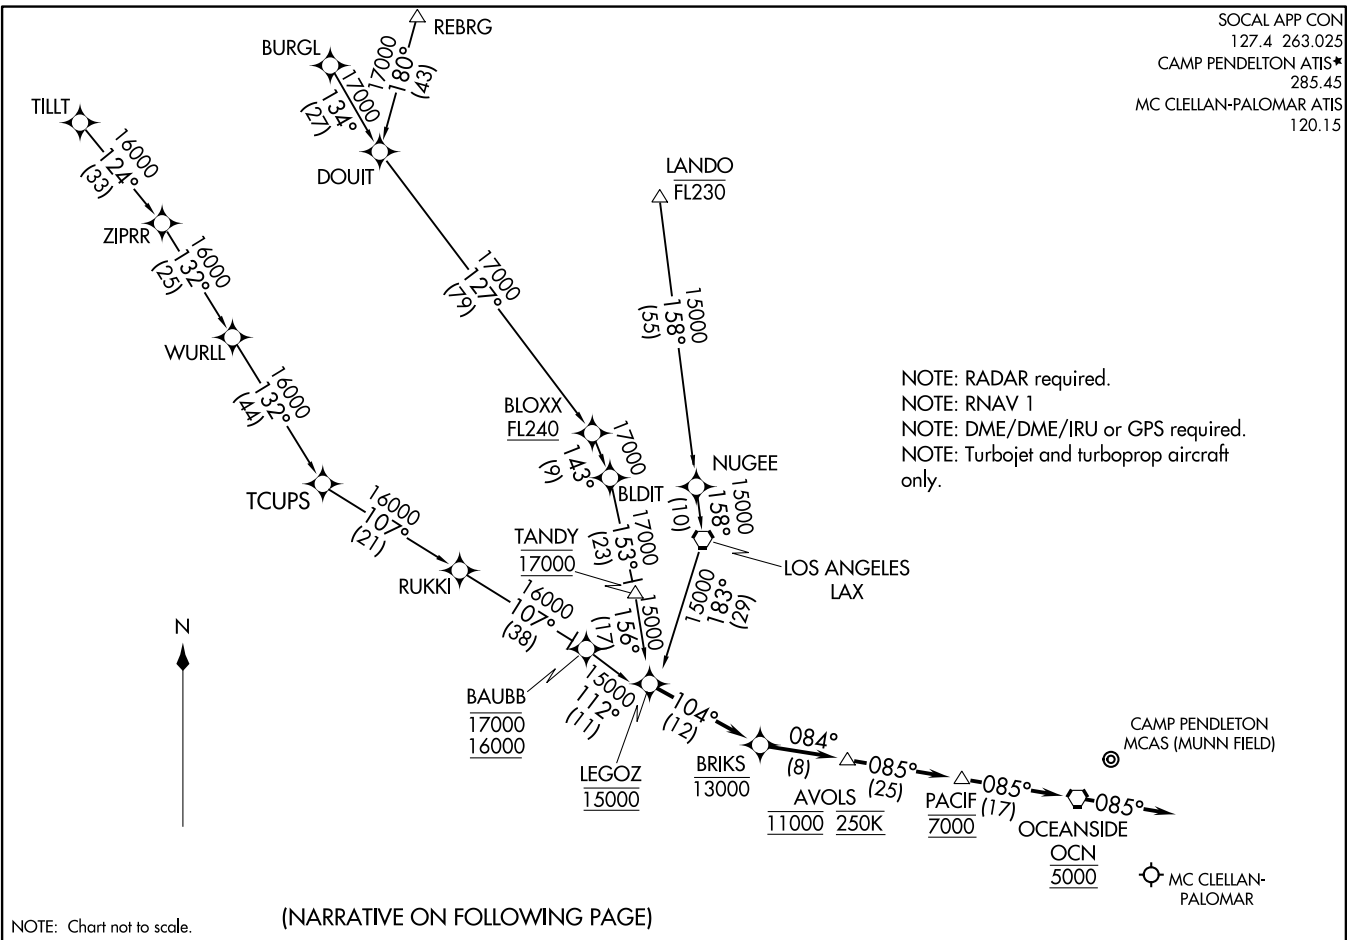 SOCAL APP CON
127.4 263.025
CAMP PENDELTON ATIS★
285.45
MC CLELLAN-PALOMAR ATIS
120.15
REBRG
17000
180°
(43)
BURGL
17000
134°
(27)
DOUIT
TILLT
16000
124°
(33)
ZIPRR
16000
132°
(25)
WURLL
16000
132°
(44)
TCUPS
16000
107°
(21)
RUKKI
16000
107°
(38)
BAUBB
17000
16000
15000
112°
(11)
17000
127°
(79)
BLOXX
FL240
17000
143°
(9)
BLDIT
17000
153°
(23)
TANDY
17000
15000
156°
(17)
LANDO
FL230
15000
158°
(55)
NUGEE
15000
158°
(10)
LOS ANGELES
LAX
15000
183°
(29)
LEGOZ
15000
104°
(12)
BRIKS
13000
084°
(8)
AVOLS
11000 250K
085°
(25)
PACIF
7000
085°
(17)
OCEANSIDE
OCN
5000
085°
CAMP PENDLETON
MCAS (MUNN FIELD)
MC CLELLAN-
PALOMAR
NOTE: RADAR required.
NOTE: RNAV 1
NOTE: DME/DME/IRU or GPS required.
NOTE: Turbojet and turboprop aircraft
only.
N
NOTE: Chart not to scale.
(NARRATIVE ON FOLLOWING PAGE)